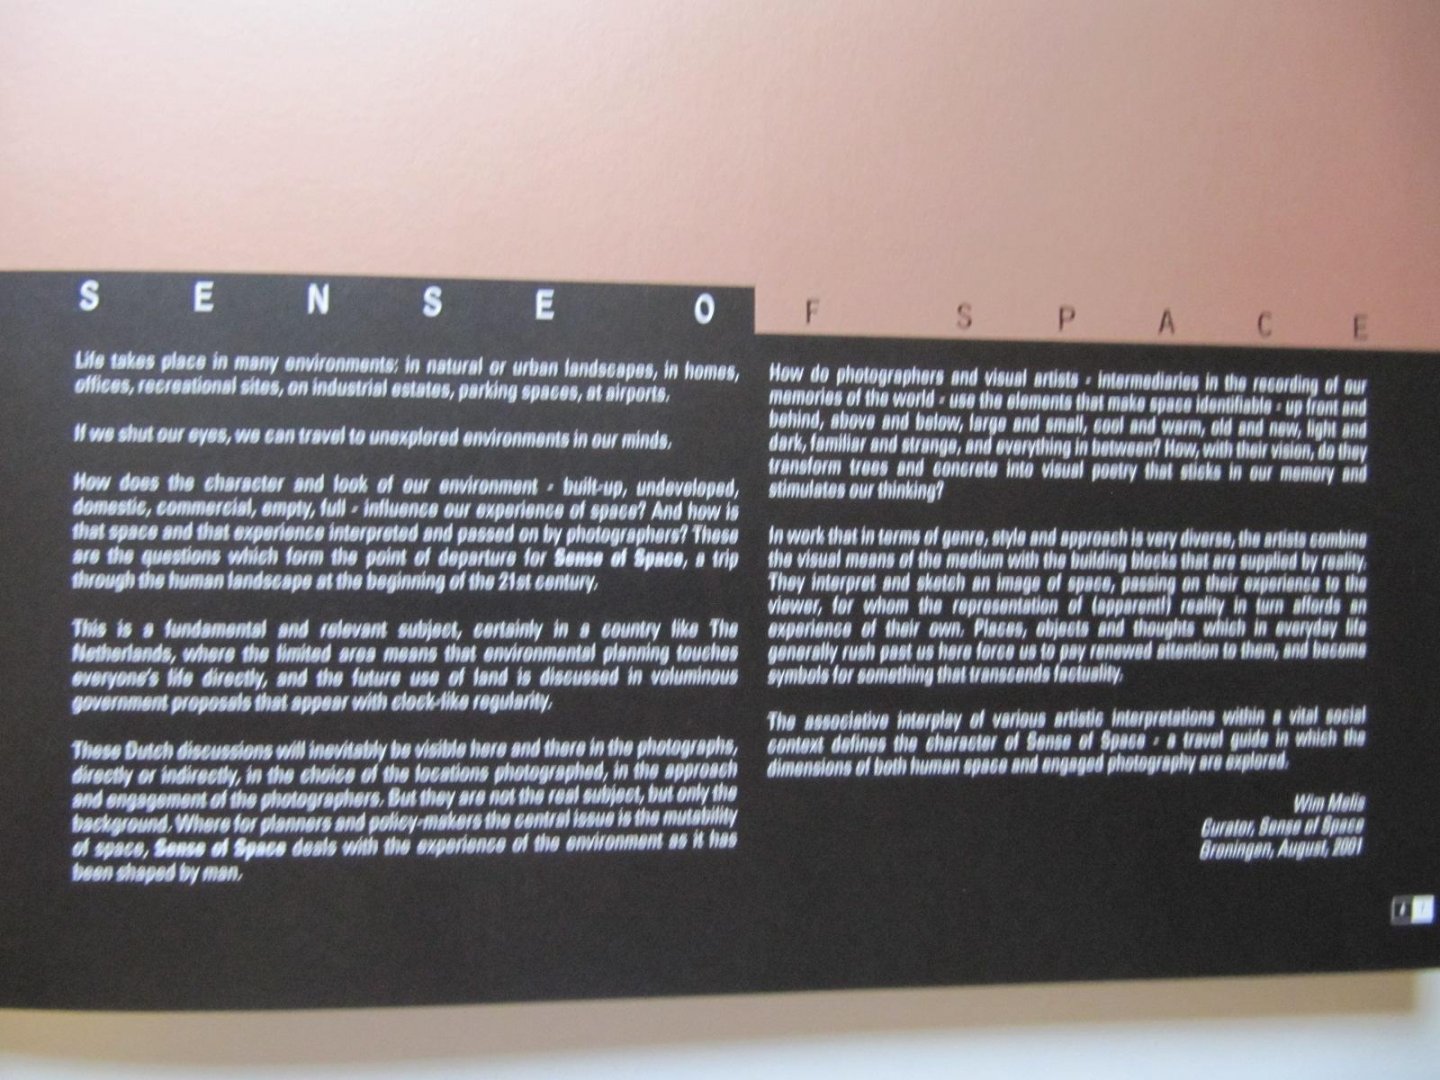 SENSE OF SPACE
Life takes place in many environments: in natural or urban landscapes, in homes,
offices, recreational sites, on industrial estates, parking spaces, at airports.
If we shut our eyes, we can travel to unexplored environments in our minds.
How does the character and look of our environment - built-up, undeveloped,
domestic, commercial, empty, full - influence our experience of space? And how is
that space and that experience interpreted and passed on by photographers? These
are the questions which form the point of departure for Sense of Space, a trip
through the human landscape at the beginning of the 21st century.
This is a fundamental and relevant subject, certainly in a country like The
Netherlands, where the limited area means that environmental planning touches
everyone's life directly, and the future use of land is discussed in voluminous
government proposals that appear with clock-like regularity.
These Dutch discussions will inevitably be visible here and there in the photographs,
directly or indirectly, in the choice of the locations photographed, in the approach
and engagement of the photographers. But they are not the real subject, but only the
background. Where for planners and policy-makers the central issue is the mutability
of space, Sense of Space deals with the experience of the environment as it has
been shaped by man.
How do photographers and visual artists - intermediaries in the recording of our
memories of the world - use the elements that make space identifiable - up front and
behind, above and below, large and small, cool and warm, old and new, light and
dark, familiar and strange, and everything in between? How, with their vision, do they
transform trees and concrete into visual poetry that sticks in our memory and
stimulates our thinking?
In work that in terms of genre, style and approach is very diverse, the artists combine
the visual means of the medium with the building blocks that are supplied by reality.
They interpret and sketch an image of space, passing on their experience to the
viewer, for whom the representation of (apparent) reality in turn affords an
experience of their own. Places, objects and thoughts which in everyday life
generally rush past us here force us to pay renewed attention to them, and become
symbols for something that transcends factuality.
The associative interplay of various artistic interpretations within a vital social
context defines the character of Sense of Space - a travel guide in which the
dimensions of both human space and engaged photography are explored.
Wim Melis
Curator, Sense of Space
Groningen, August, 2001